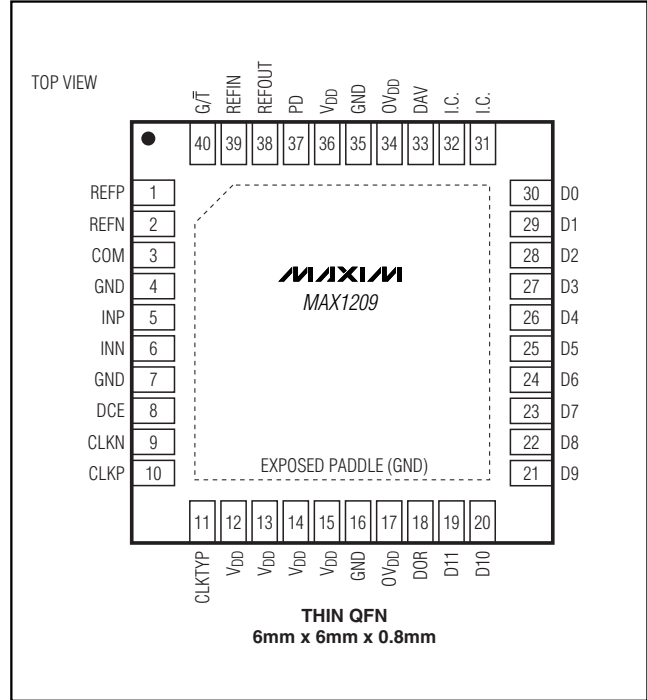 TOP VIEW
G/T̅ REFIN REFOUT PD VDD GND OVDD DAV I.C. I.C.
40 39 38 37 36 35 34 33 32 31
REFP 1
REFN 2
COM 3
GND 4
INP 5
INN 6
GND 7
DCE 8
CLKN 9
CLKP 10
MAXIM
MAX1209
EXPOSED PADDLE (GND)
30 D0
29 D1
28 D2
27 D3
26 D4
25 D5
24 D6
23 D7
22 D8
21 D9
11 12 13 14 15 16 17 18 19 20
CLKTYP VDD VDD VDD VDD GND OVDD DOR D11 D10
THIN QFN
6mm x 6mm x 0.8mm